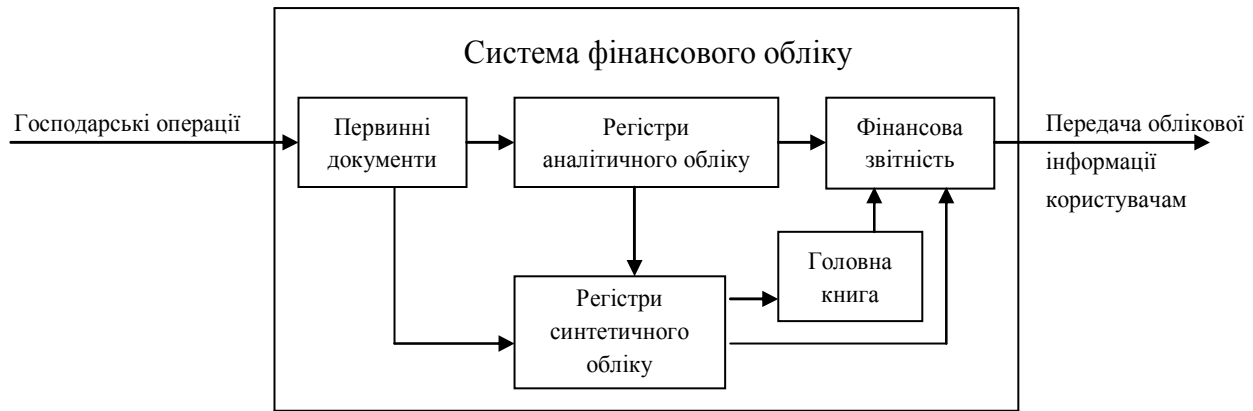 Система фінансового обліку
Господарські операції
Первинні
документи
Регістри
аналітичного обліку
Фінансова
звітність
Передача облікової
інформації
користувачам
Головна
книга
Регістри
синтетичного
обліку